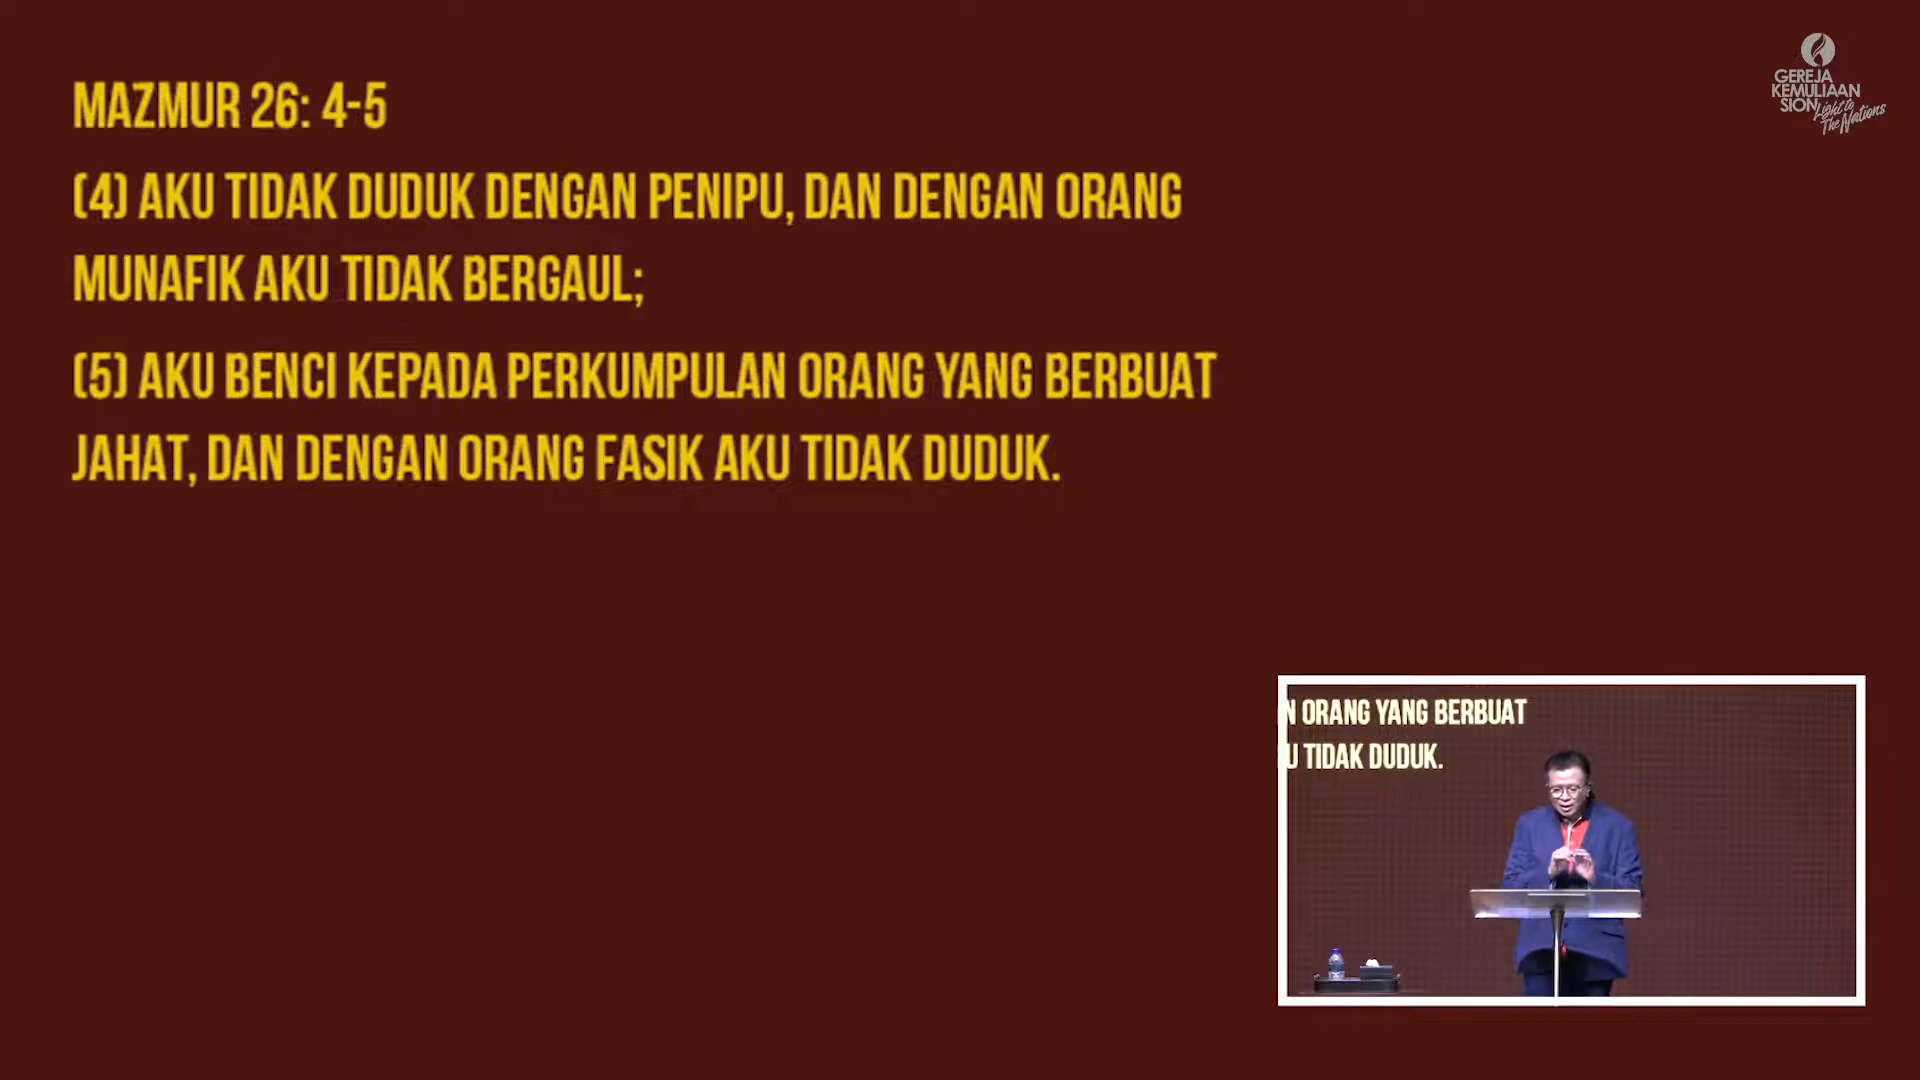 MAZMUR 26: 4-5
(4) AKU TIDAK DUDUK DENGAN PENIPU, DAN DENGAN ORANG
MUNAFIK AKU TIDAK BERGAUL;
(5) AKU BENCI KEPADA PERKUMPULAN ORANG YANG BERBUAT
JAHAT, DAN DENGAN ORANG FASIK AKU TIDAK DUDUK.
GEREJA
KEMULIAAN
SION
Light to
The Nations
N ORANG YANG BERBUAT
U TIDAK DUDUK.